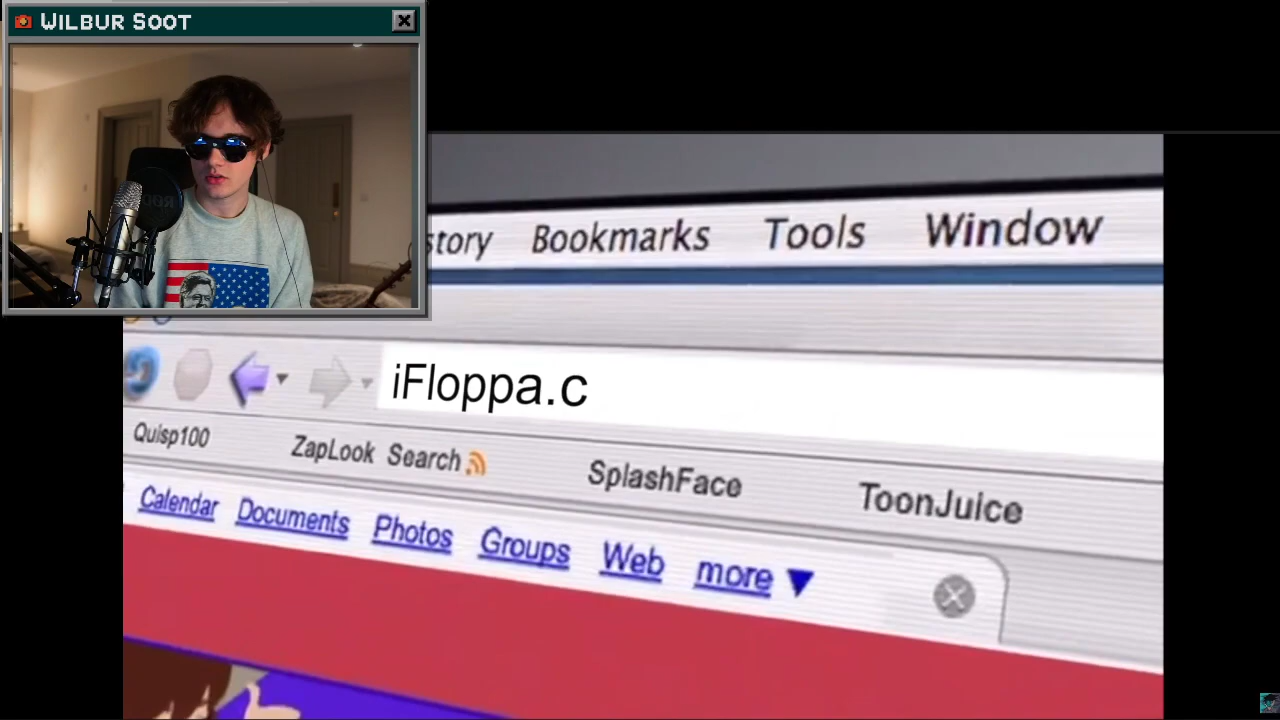 WILBUR SOOT
story Bookmarks Tools Window
iFloppa.c
Quisp100 ZapLook Search SplashFace ToonJuice
Calendar Documents Photos Groups Web more